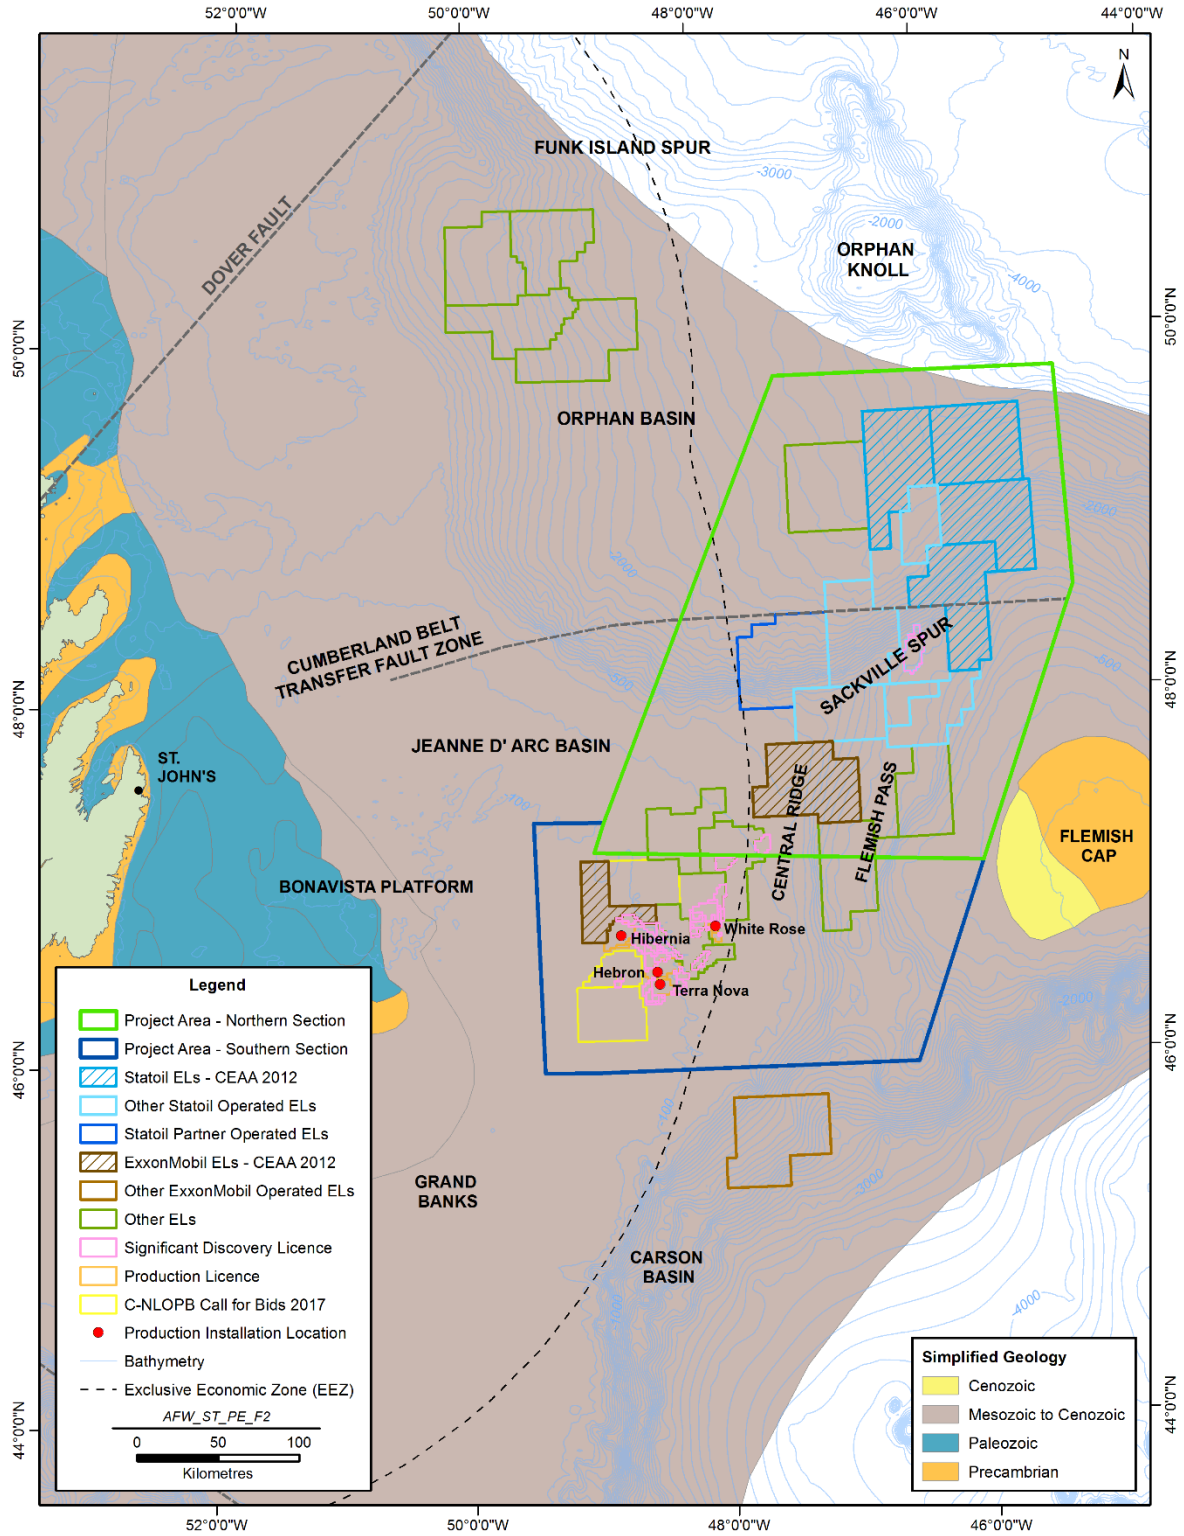 52°0'0"W
50°0'0"W
48°0'0"W
46°0'0"W
44°0'0"W
N
FUNK ISLAND SPUR
-3000
DOVER FAULT
-2000
ORPHAN
KNOLL
-4000
50°0'0"N
50°0'0"N
ORPHAN BASIN
-2000
-2000
CUMBERLAND BELT
TRANSFER FAULT ZONE
SACKVILLE SPUR
-500
-500
48°0'0"N
48°0'0"N
JEANNE D' ARC BASIN
ST.
JOHN'S
-100
CENTRAL RIDGE
FLEMISH PASS
FLEMISH
CAP
BONAVISTA PLATFORM
White Rose
Hibernia
Hebron
Terra Nova
-2000
46°0'0"N
46°0'0"N
-100
GRAND
BANKS
-3000
CARSON
BASIN
-1000
-4000
44°0'0"N
44°0'0"N
Legend
Project Area - Northern Section
Project Area - Southern Section
Statoil ELs - CEAA 2012
Other Statoil Operated ELs
Statoil Partner Operated ELs
ExxonMobil ELs - CEAA 2012
Other ExxonMobil Operated ELs
Other ELs
Significant Discovery Licence
Production Licence
C-NLOPB Call for Bids 2017
Production Installation Location
Bathymetry
Exclusive Economic Zone (EEZ)
AFW_ST_PE_F2
0 50 100
Kilometres
Simplified Geology
Cenozoic
Mesozoic to Cenozoic
Paleozoic
Precambrian
52°0'0"W
50°0'0"W
48°0'0"W
46°0'0"W